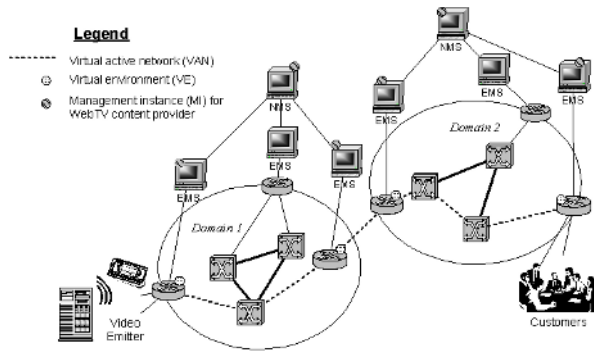 Legend
Virtual active network (VAN)
Virtual environment (VE)
Management instance (MI) for
WebTV content provider
NMS
EMS
EMS
EMS
Domain 1
Video
Emitter
NMS
EMS
EMS
EMS
Domain 2
Customers